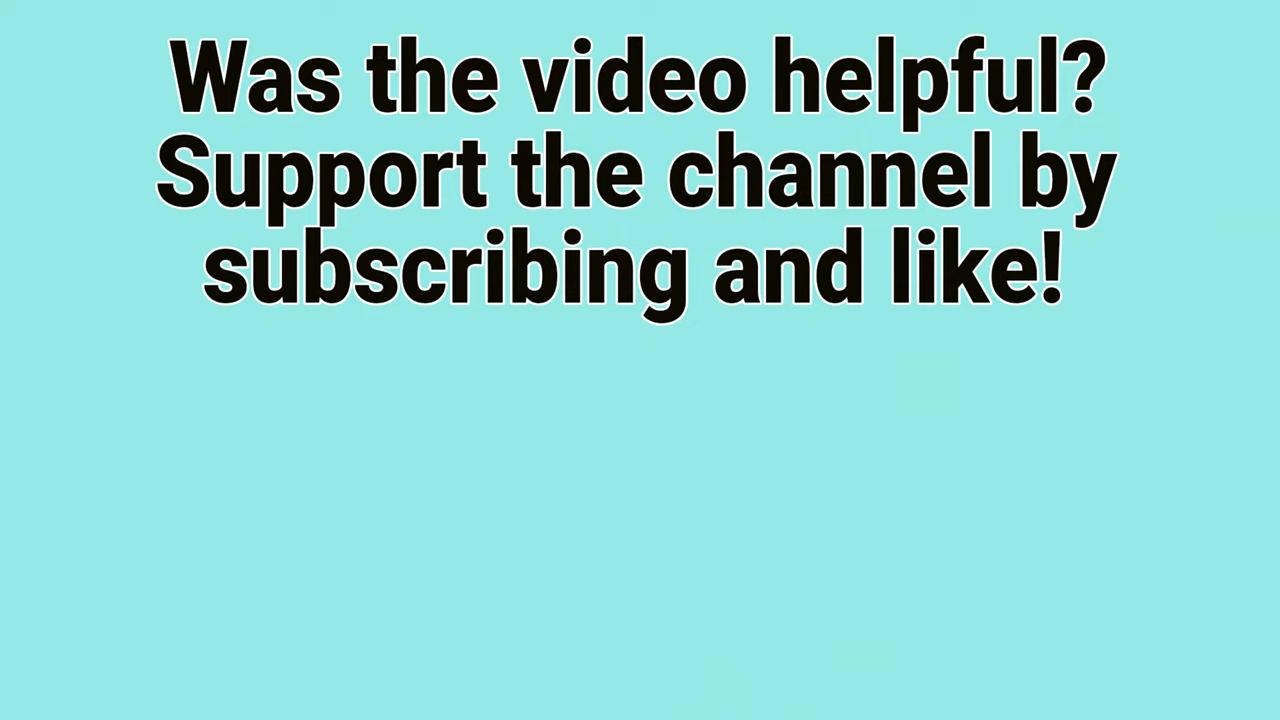 Was the video helpful?
Support the channel by
subscribing and like!